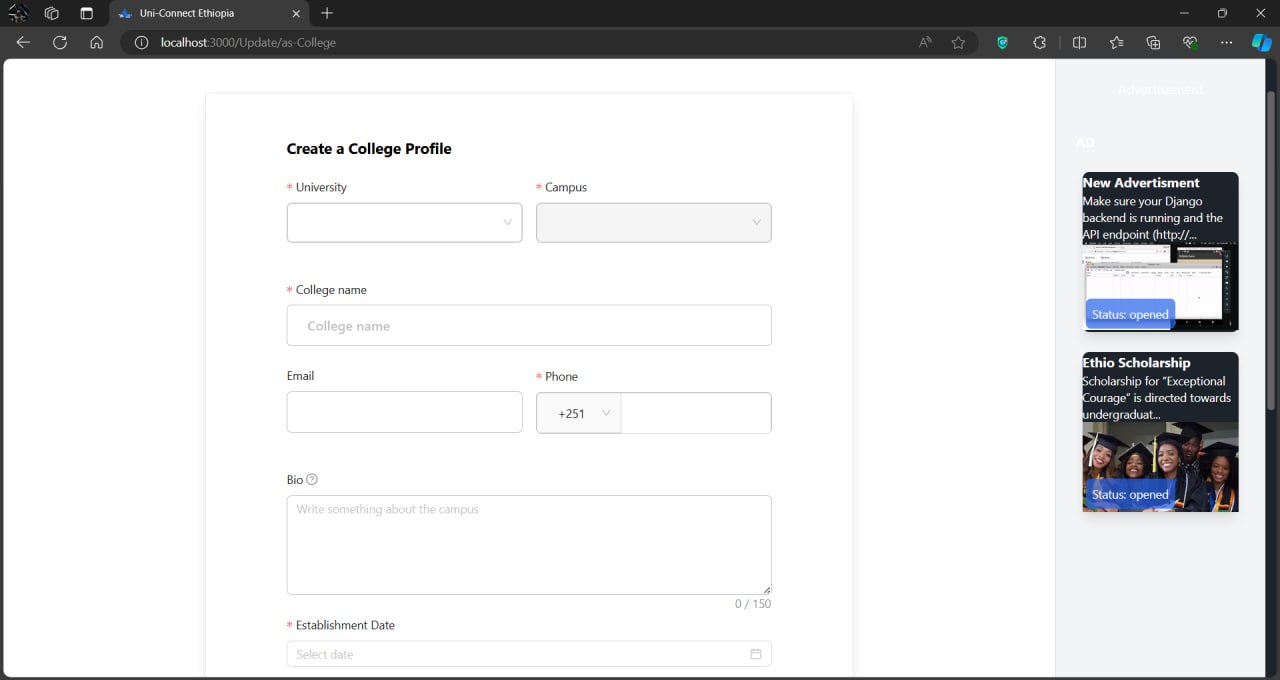 Uni-Connect Ethiopia
localhost:3000/Update/as-College
Create a College Profile
* University
* Campus
* College name
College name
Email
* Phone
+251
Bio
Write something about the campus
0 / 150
* Establishment Date
Select date
Advertisement
AD
New Advertisment
Make sure your Django
backend is running and the
API endpoint (http://...
Status: opened
Ethio Scholarship
Scholarship for “Exceptional
Courage” is directed towards
undergraduat...
Status: opened